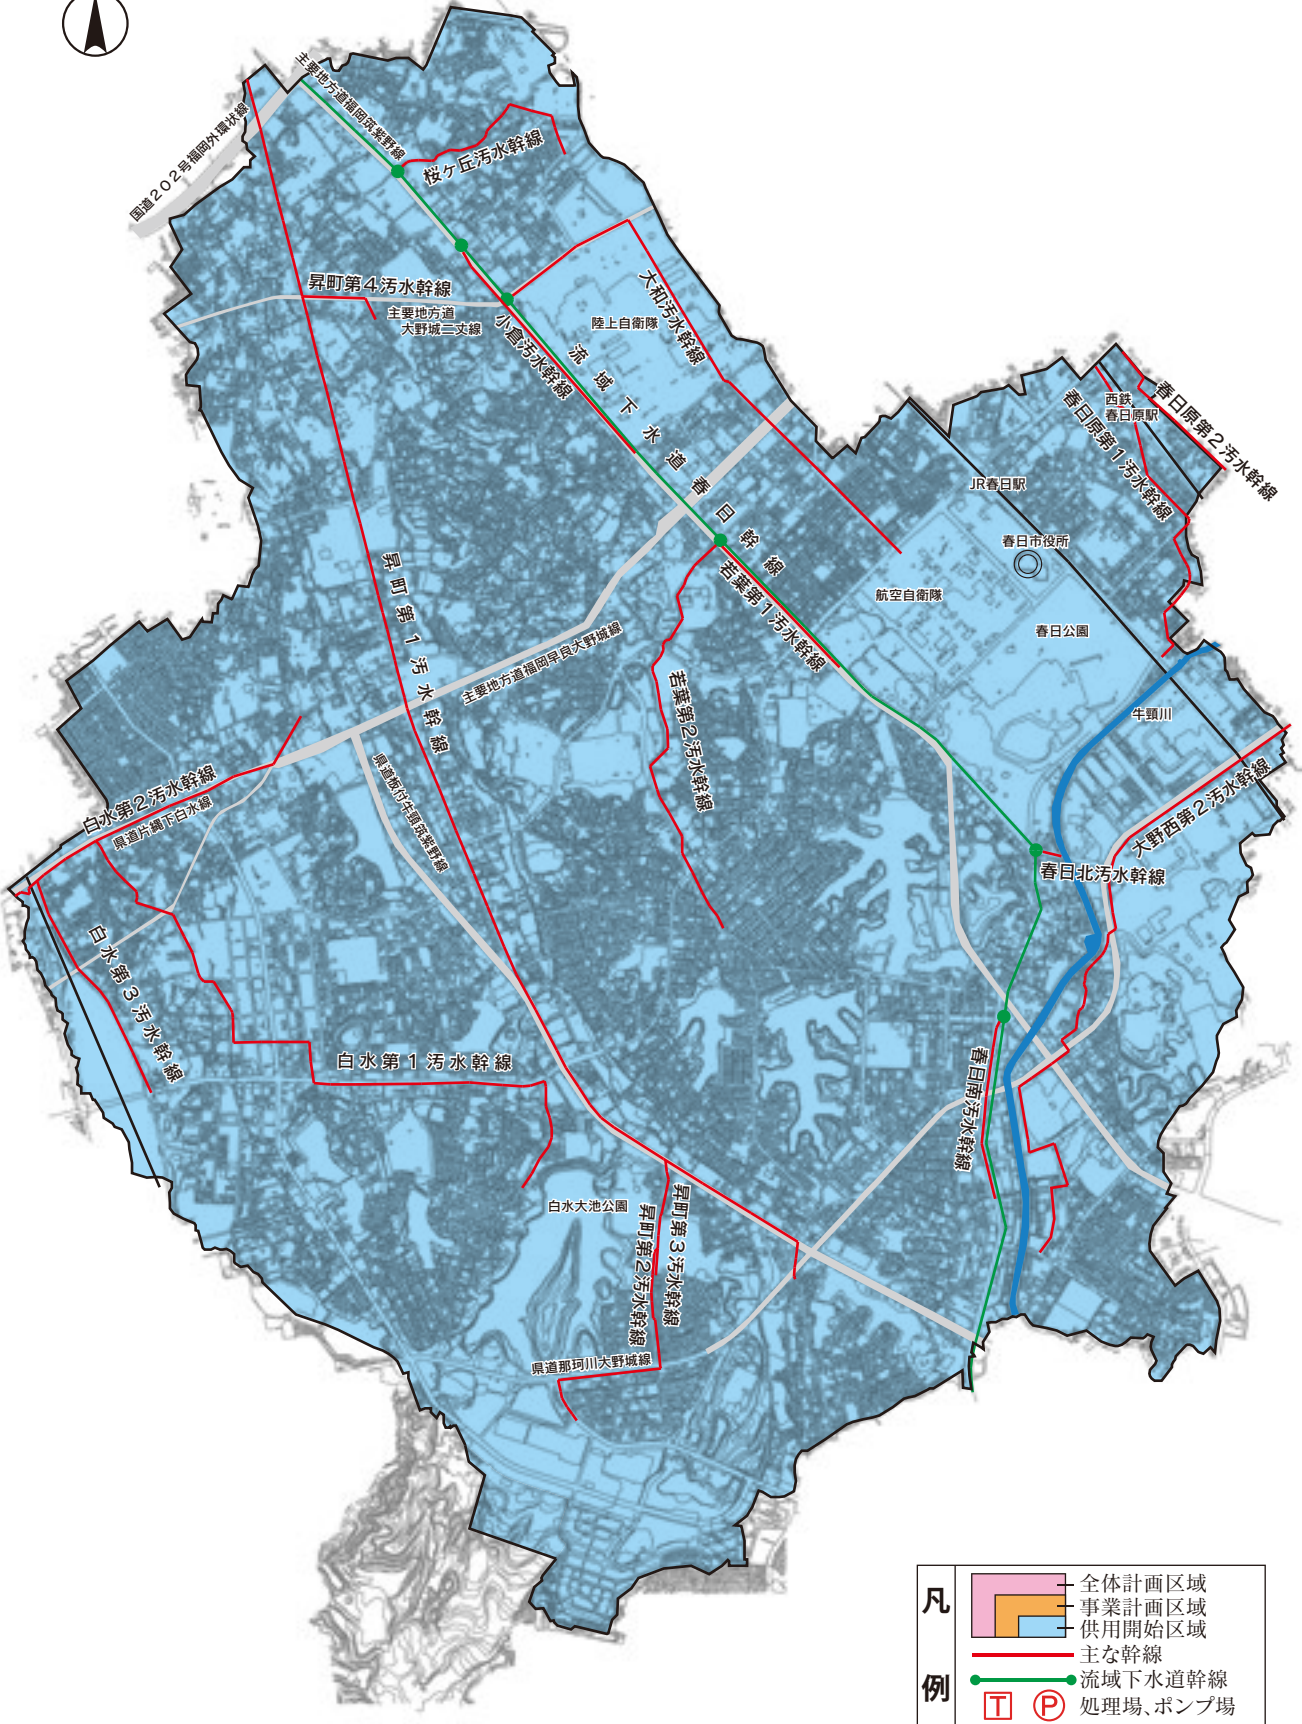 主要地方道福岡筑紫野線
国道202号福岡外環状線
桜ヶ丘汚水幹線
昇町第4汚水幹線
主要地方道
大野城二丈線
小倉汚水幹線
陸上自衛隊
大和汚水幹線
流域下水道春日幹線
西鉄
春日原駅
春日原第2汚水幹線
春日原第1汚水幹線
JR春日駅
春日市役所
航空自衛隊
春日公園
昇町第1汚水幹線
若葉第1汚水幹線
主要地方道福岡早良大野城線
若葉第2汚水幹線
牛頸川
県道板付牛頸筑紫野線
白水第2汚水幹線
県道片縄下白水線
大野西第2汚水幹線
春日北汚水幹線
白水第3汚水幹線
白水第1汚水幹線
春日南汚水幹線
白水大池公園
昇町第2汚水幹線
昇町第3汚水幹線
県道那珂川大野城線
凡例
全体計画区域
事業計画区域
供用開始区域
主な幹線
流域下水道幹線
T P 処理場、ポンプ場